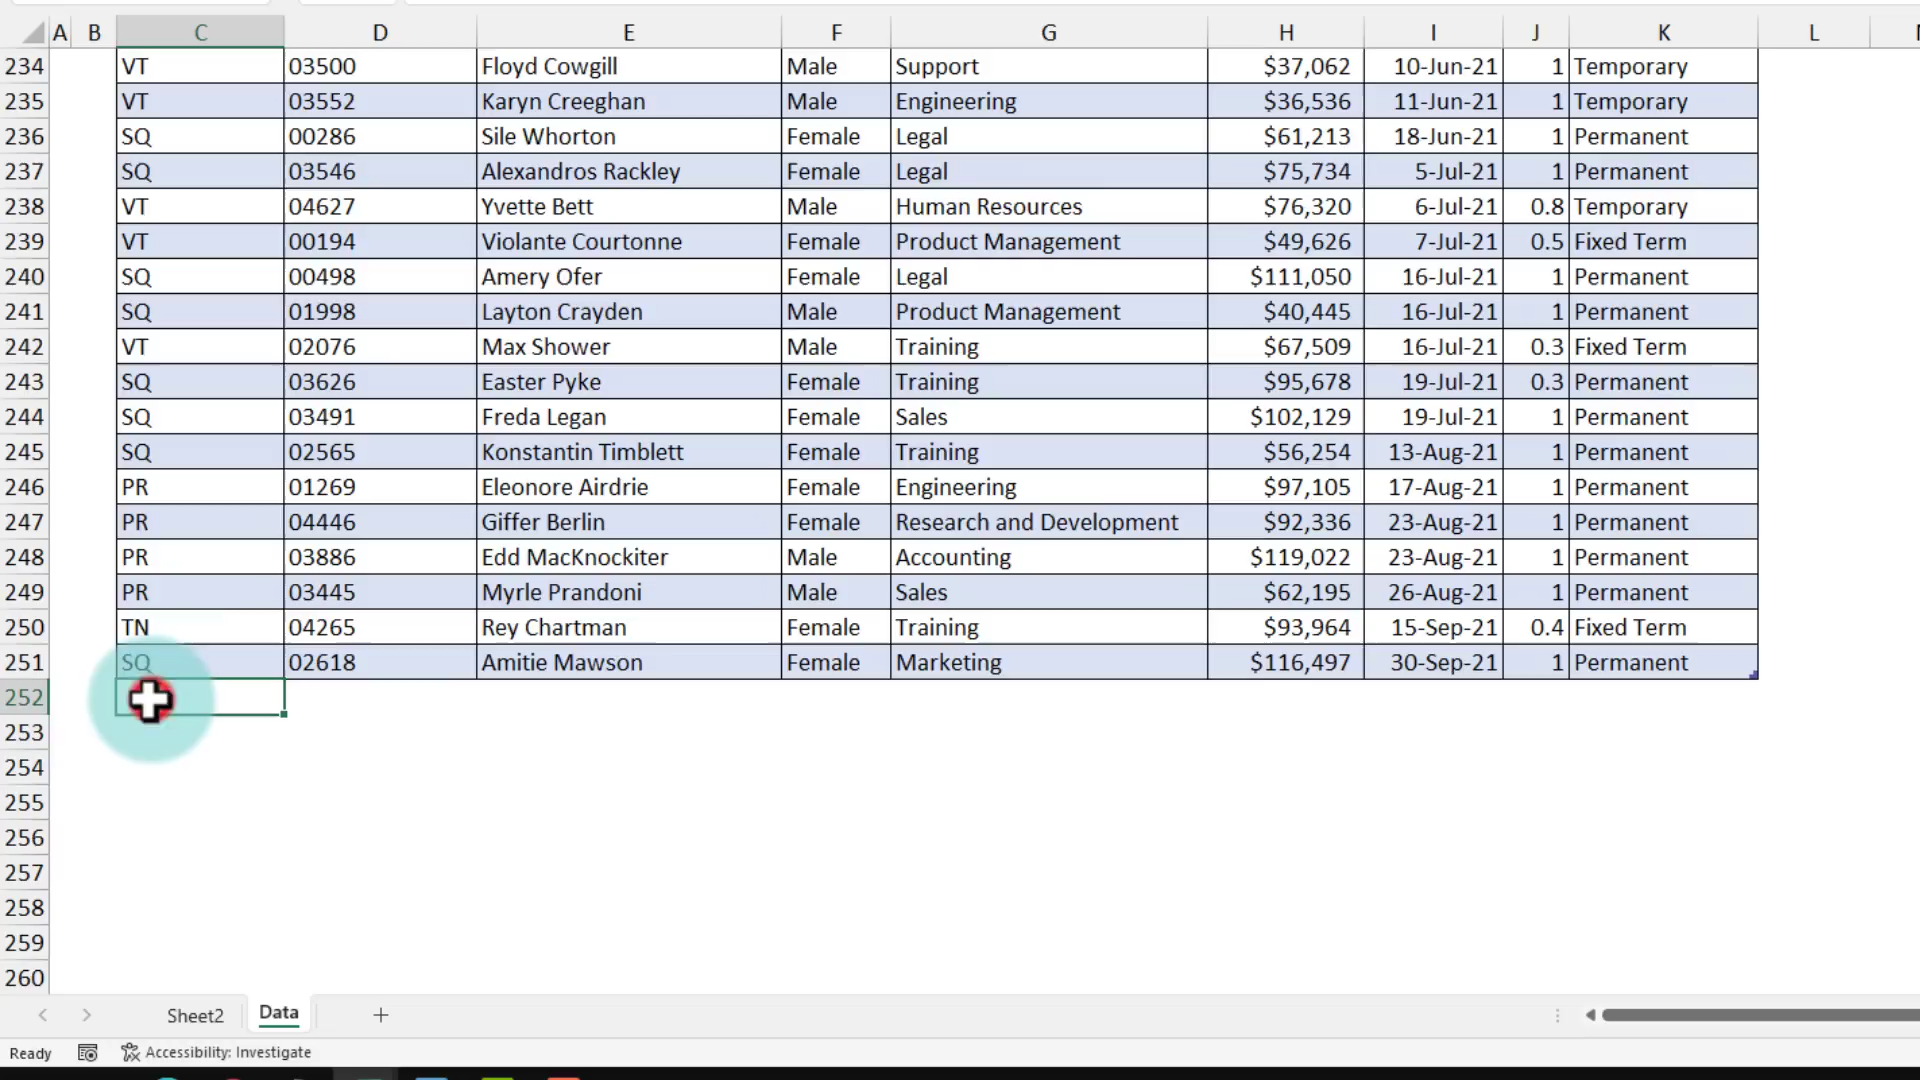 A B C D E F G H I J K L
234 VT 03500 Floyd Cowgill Male Support $37,062 10-Jun-21 1 Temporary
235 VT 03552 Karyn Creeghan Male Engineering $36,536 11-Jun-21 1 Temporary
236 SQ 00286 Sile Whorton Female Legal $61,213 18-Jun-21 1 Permanent
237 SQ 03546 Alexandros Rackley Female Legal $75,734 5-Jul-21 1 Permanent
238 VT 04627 Yvette Bett Male Human Resources $76,320 6-Jul-21 0.8 Temporary
239 VT 00194 Violante Courtonne Female Product Management $49,626 7-Jul-21 0.5 Fixed Term
240 SQ 00498 Amery Ofer Female Legal $111,050 16-Jul-21 1 Permanent
241 SQ 01998 Layton Crayden Male Product Management $40,445 16-Jul-21 1 Permanent
242 VT 02076 Max Shower Male Training $67,509 16-Jul-21 0.3 Fixed Term
243 SQ 03626 Easter Pyke Female Training $95,678 19-Jul-21 0.3 Permanent
244 SQ 03491 Freda Legan Female Sales $102,129 19-Jul-21 1 Permanent
245 SQ 02565 Konstantin Timblett Female Training $56,254 13-Aug-21 1 Permanent
246 PR 01269 Eleonore Airdrie Female Engineering $97,105 17-Aug-21 1 Permanent
247 PR 04446 Giffer Berlin Female Research and Development $92,336 23-Aug-21 1 Permanent
248 PR 03886 Edd MacKnockiter Male Accounting $119,022 23-Aug-21 1 Permanent
249 PR 03445 Myrle Prandoni Male Sales $62,195 26-Aug-21 1 Permanent
250 TN 04265 Rey Chartman Female Training $93,964 15-Sep-21 0.4 Fixed Term
251 SQ 02618 Amitie Mawson Female Marketing $116,497 30-Sep-21 1 Permanent
252
253
254
255
256
257
258
259
260
Sheet2 Data
Ready Accessibility: Investigate